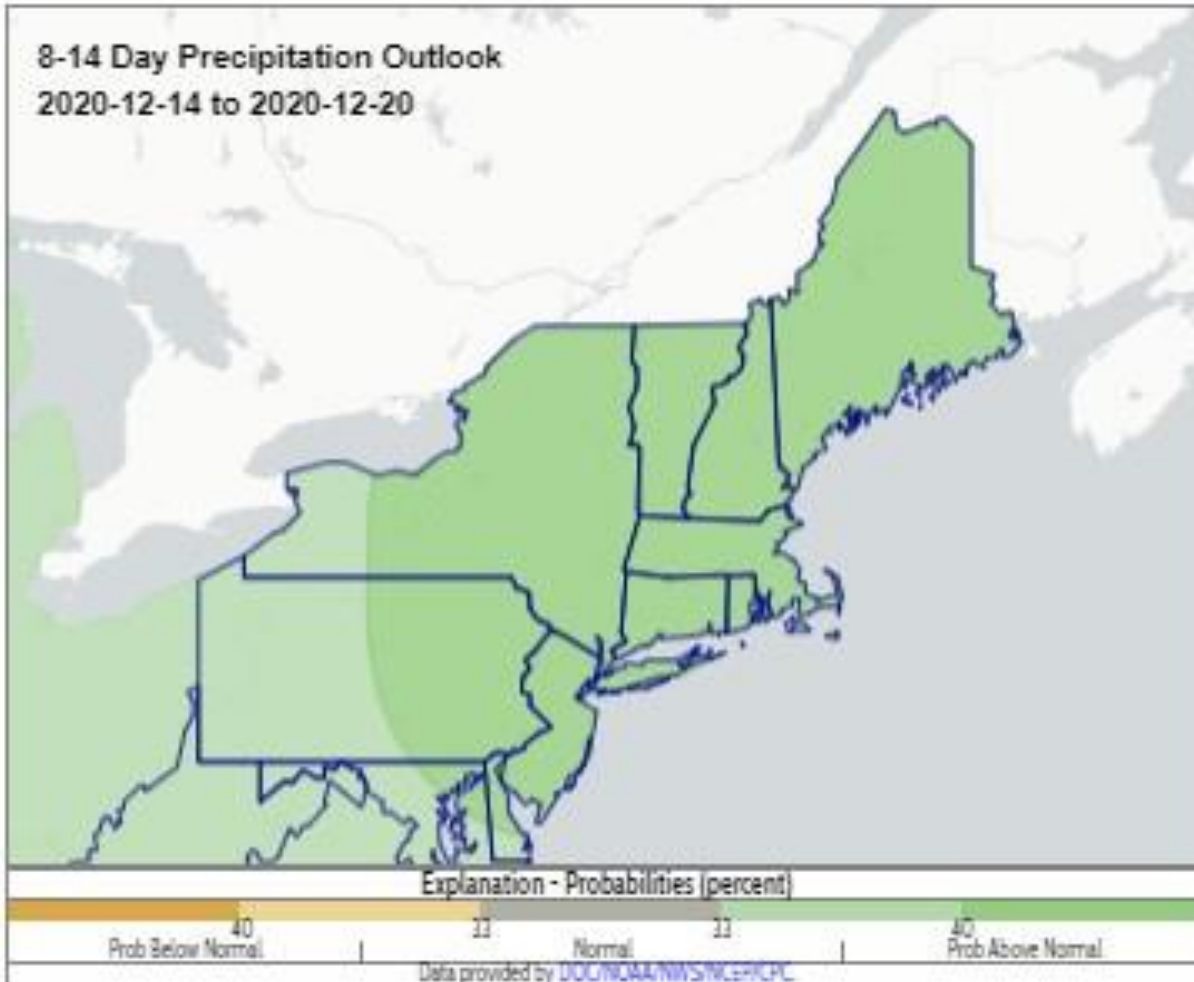 8-14 Day Precipitation Outlook
2020-12-14 to 2020-12-20
Explanation - Probabilities (percent)
40 33 33 40
Prob Below Normal | Normal | Prob Above Normal
Data provided by DOC/NOAA/NWS/NCEP/CPC